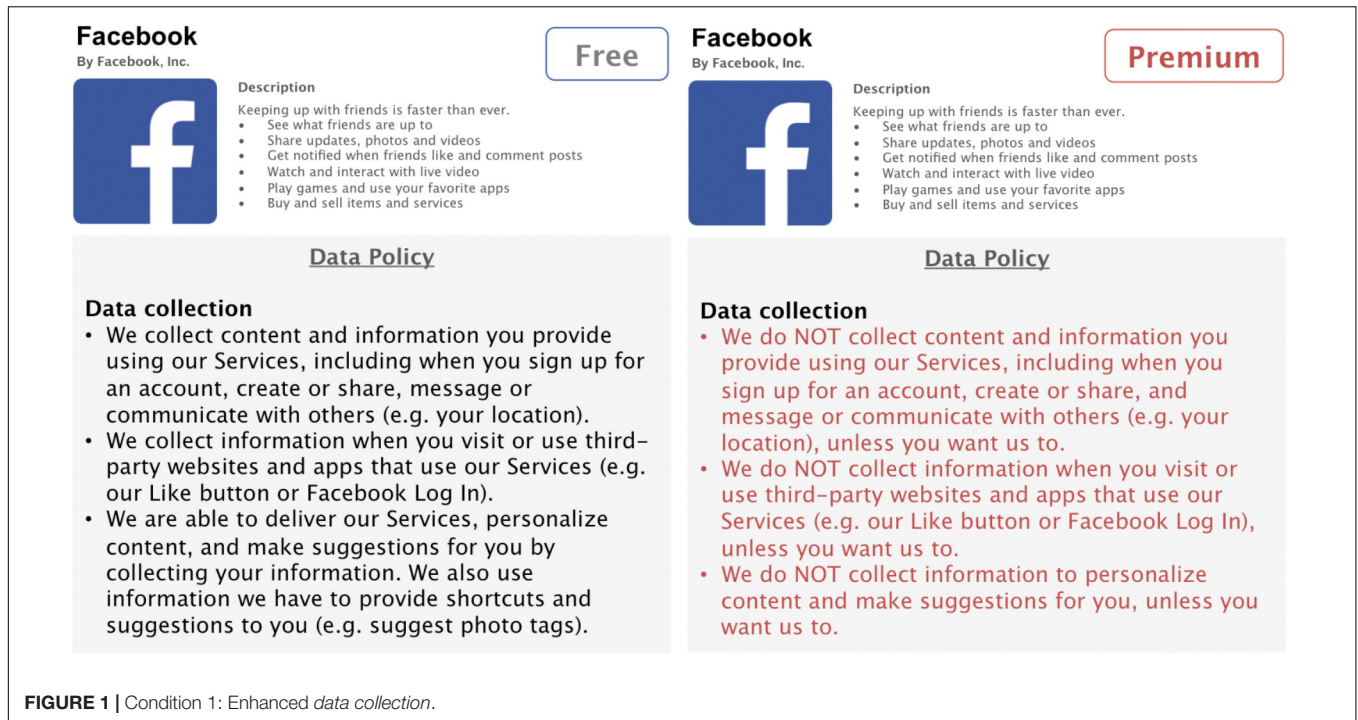 Facebook
By Facebook, Inc.
Free
Description
Keeping up with friends is faster than ever.
• See what friends are up to
• Share updates, photos and videos
• Get notified when friends like and comment posts
• Watch and interact with live video
• Play games and use your favorite apps
• Buy and sell items and services
Data Policy
Data collection
• We collect content and information you provide
using our Services, including when you sign up for
an account, create or share, message or
communicate with others (e.g. your location).
• We collect information when you visit or use third-
party websites and apps that use our Services (e.g.
our Like button or Facebook Log In).
• We are able to deliver our Services, personalize
content, and make suggestions for you by
collecting your information. We also use
information we have to provide shortcuts and
suggestions to you (e.g. suggest photo tags).
Facebook
By Facebook, Inc.
Premium
Description
Keeping up with friends is faster than ever.
• See what friends are up to
• Share updates, photos and videos
• Get notified when friends like and comment posts
• Watch and interact with live video
• Play games and use your favorite apps
• Buy and sell items and services
Data Policy
Data collection
• We do NOT collect content and information you
provide using our Services, including when you
sign up for an account, create or share, and
message or communicate with others (e.g. your
location), unless you want us to.
• We do NOT collect information when you visit or
use third-party websites and apps that use our
Services (e.g. our Like button or Facebook Log In),
unless you want us to.
• We do NOT collect information to personalize
content and make suggestions for you, unless you
want us to.
FIGURE 1 | Condition 1: Enhanced data collection.